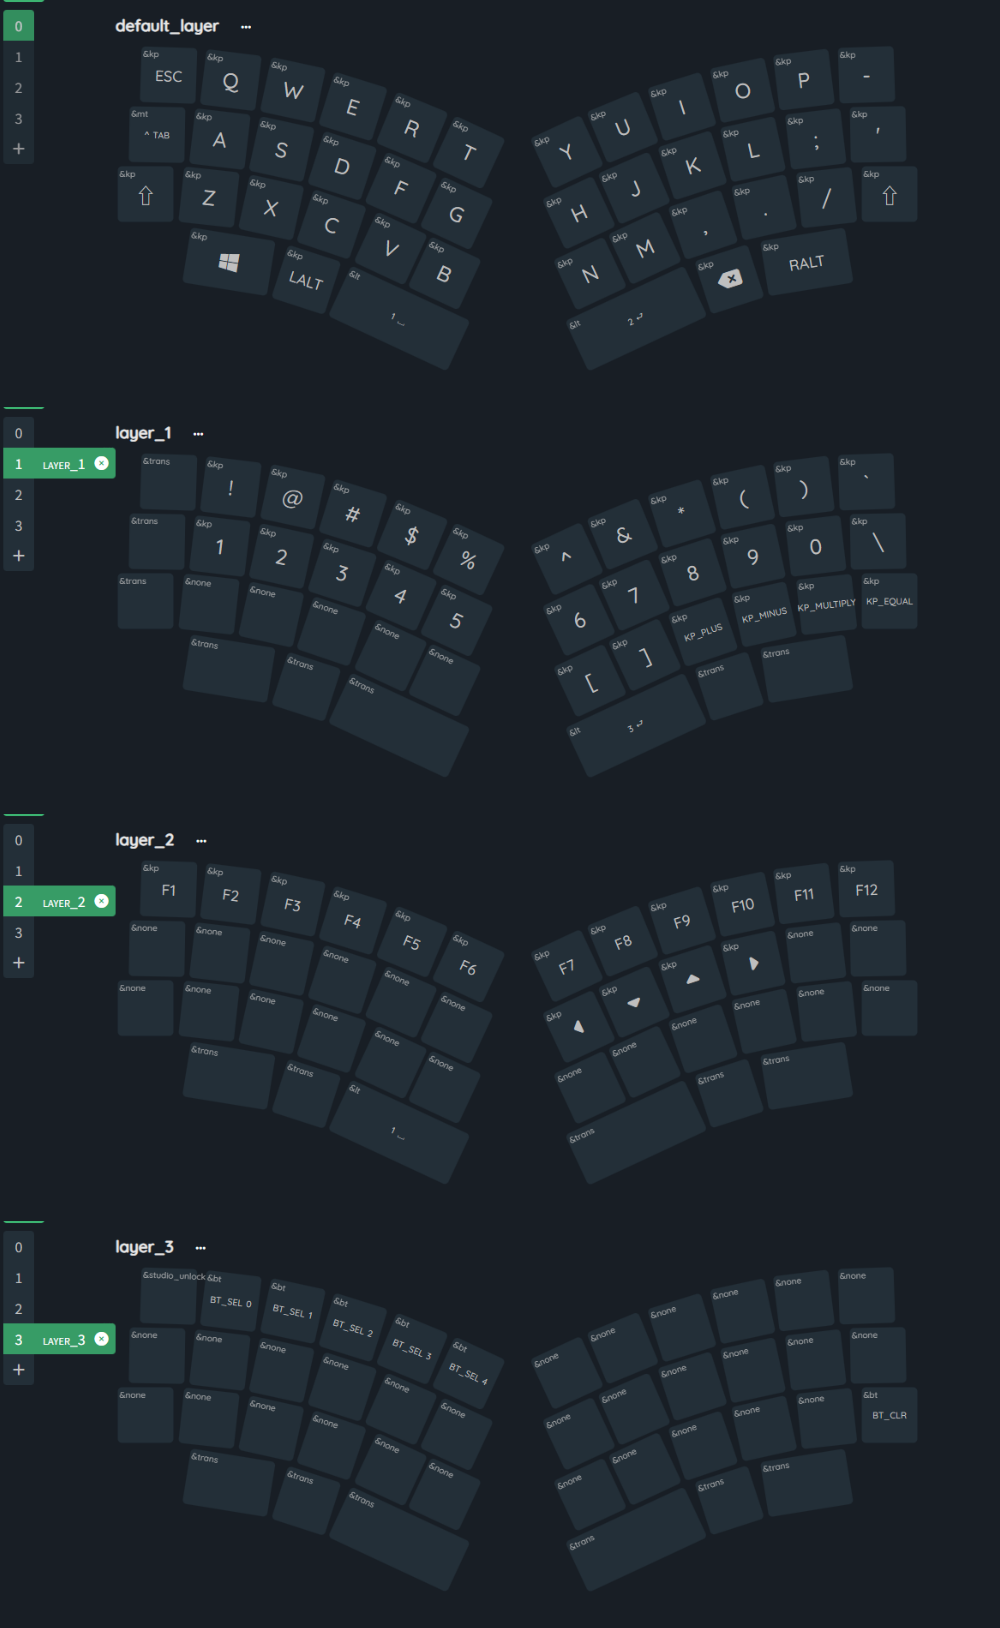 0
1
2
3
+
default_layer ...
&kp ESC &kp Q &kp W &kp E &kp R &kp T &kp Y &kp U &kp I &kp O &kp P &kp -
&mt ^ TAB &kp A &kp S &kp D &kp F &kp G &kp H &kp J &kp K &kp L &kp ; &kp '
&kp ⇧ &kp Z &kp X &kp C &kp V &kp B &kp N &kp M &kp , &kp . &kp / &kp ⇧
&kp &kp LALT &lt 1 ⎵ &lt 2 ⏎ &kp ⌫ &kp RALT
0
1 LAYER_1
2
3
+
layer_1 ...
&trans &kp ! &kp @ &kp # &kp $ &kp % &kp ^ &kp & &kp * &kp ( &kp ) &kp `
&trans &kp 1 &kp 2 &kp 3 &kp 4 &kp 5 &kp 6 &kp 7 &kp 8 &kp 9 &kp 0 &kp \
&trans &none &none &none &none &none &kp [ &kp ] &kp KP_PLUS &kp KP_MINUS &kp KP_MULTIPLY &kp KP_EQUAL
&trans &trans &trans &lt 3 ⏎ &trans &trans
0
1
2 LAYER_2
3
+
layer_2 ...
&kp F1 &kp F2 &kp F3 &kp F4 &kp F5 &kp F6 &kp F7 &kp F8 &kp F9 &kp F10 &kp F11 &kp F12
&none &none &none &none &none &none &kp &kp &kp &kp &none &none
&none &none &none &none &none &none &none &none &none &none &none &none
&trans &trans &lt 1 ⎵ &trans &trans &trans
0
1
2
3 LAYER_3
+
layer_3 ...
&studio_unlock &bt BT_SEL 0 &bt BT_SEL 1 &bt BT_SEL 2 &bt BT_SEL 3 &bt BT_SEL 4 &none &none &none &none &none &none
&none &none &none &none &none &none &none &none &none &none &none &none
&none &none &none &none &none &none &none &none &none &none &none &bt BT_CLR
&trans &trans &trans &trans &trans &trans